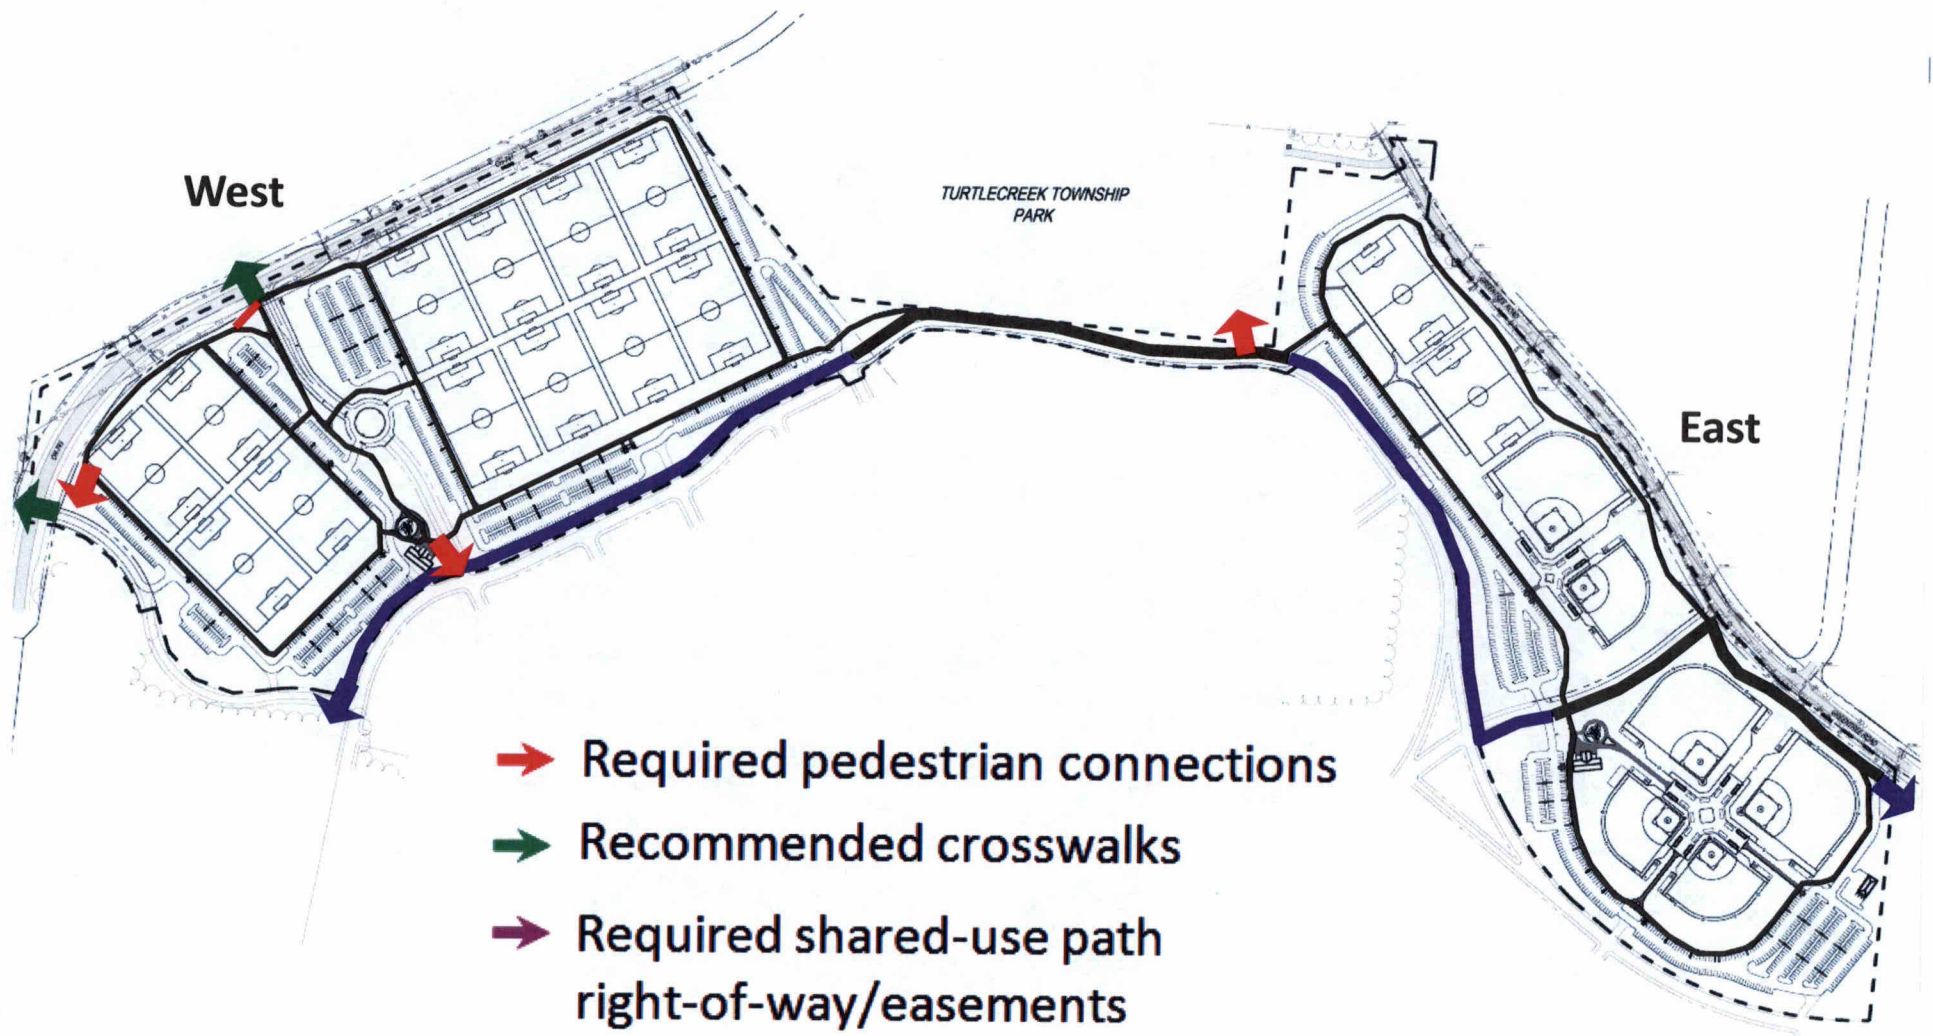 West
TURTLECREEK TOWNSHIP
PARK
East
Required pedestrian connections
Recommended crosswalks
Required shared-use path
right-of-way/easements